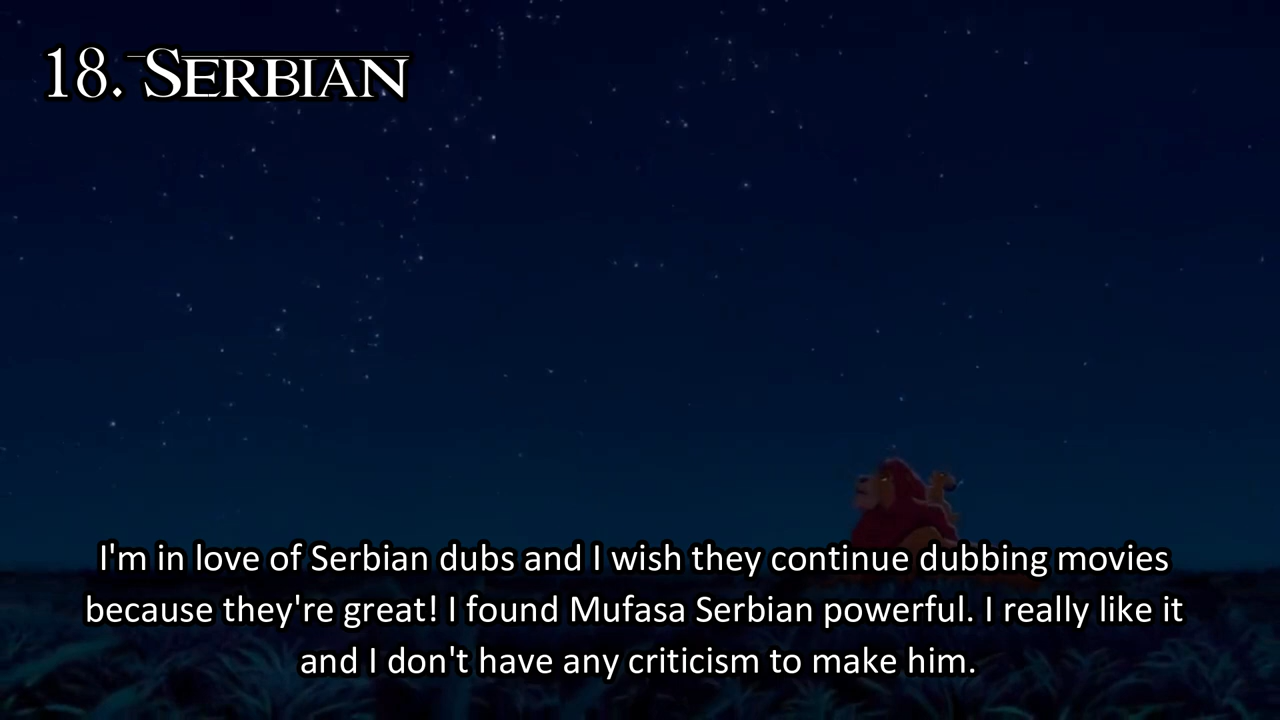 18. SERBIAN
I'm in love of Serbian dubs and I wish they continue dubbing movies
because they're great! I found Mufasa Serbian powerful. I really like it
and I don't have any criticism to make him.